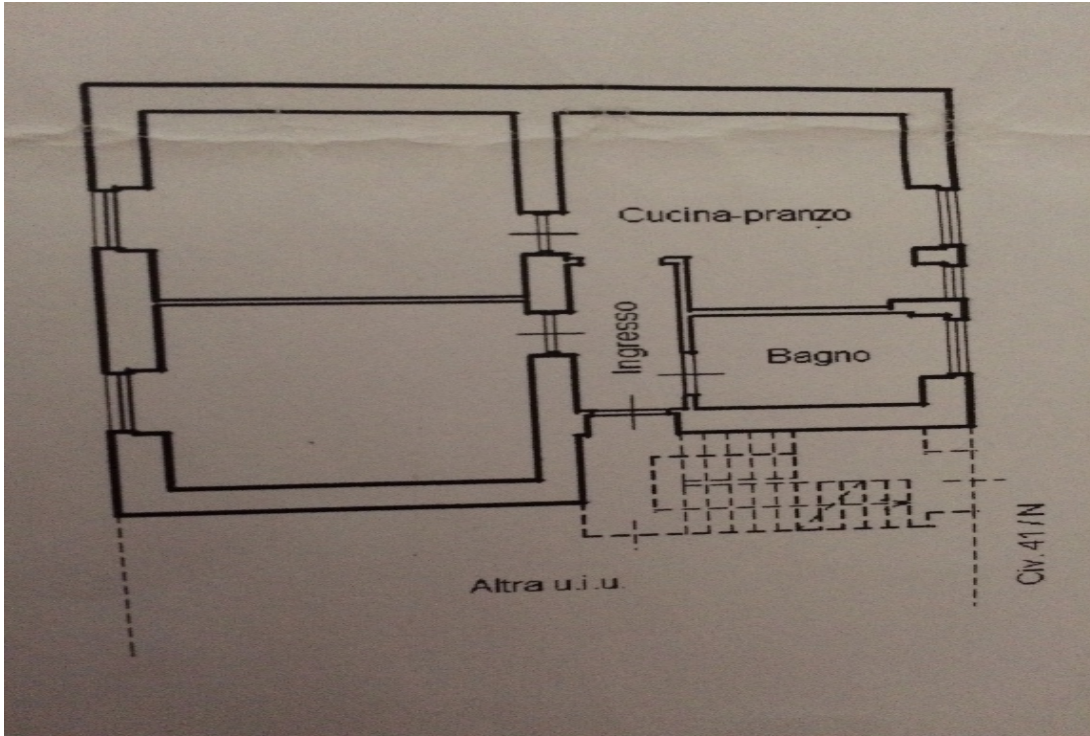 Cucina-pranzo
Ingresso
Bagno
Altra u.i.u.
Civ. 41/N